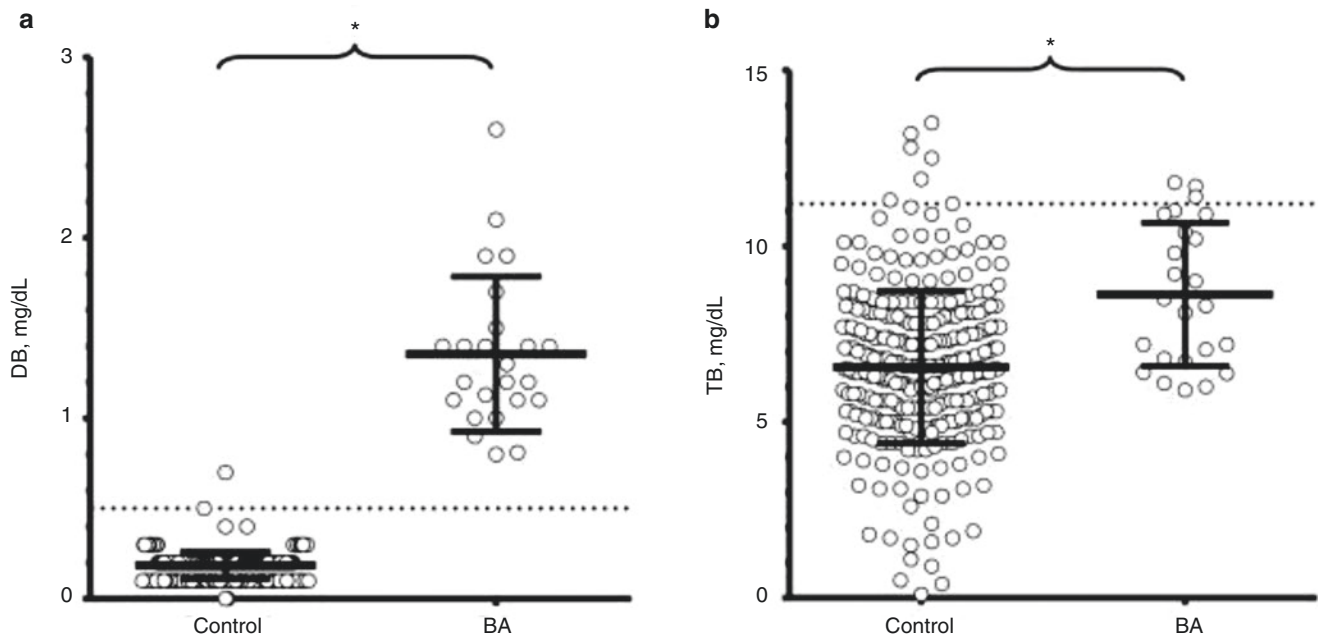 a
*
3
2
1
0
DB, mg/dL
Control
BA
b
*
15
10
5
0
TB, mg/dL
Control
BA